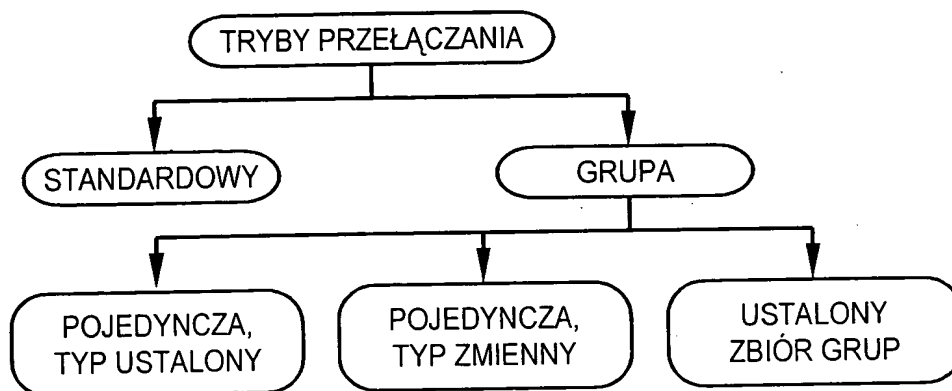 TRYBY PRZEŁĄCZANIA
STANDARDOWY
GRUPA
POJEDYNCZA,
TYP USTALONY
POJEDYNCZA,
TYP ZMIENNY
USTALONY
ZBIÓR GRUP